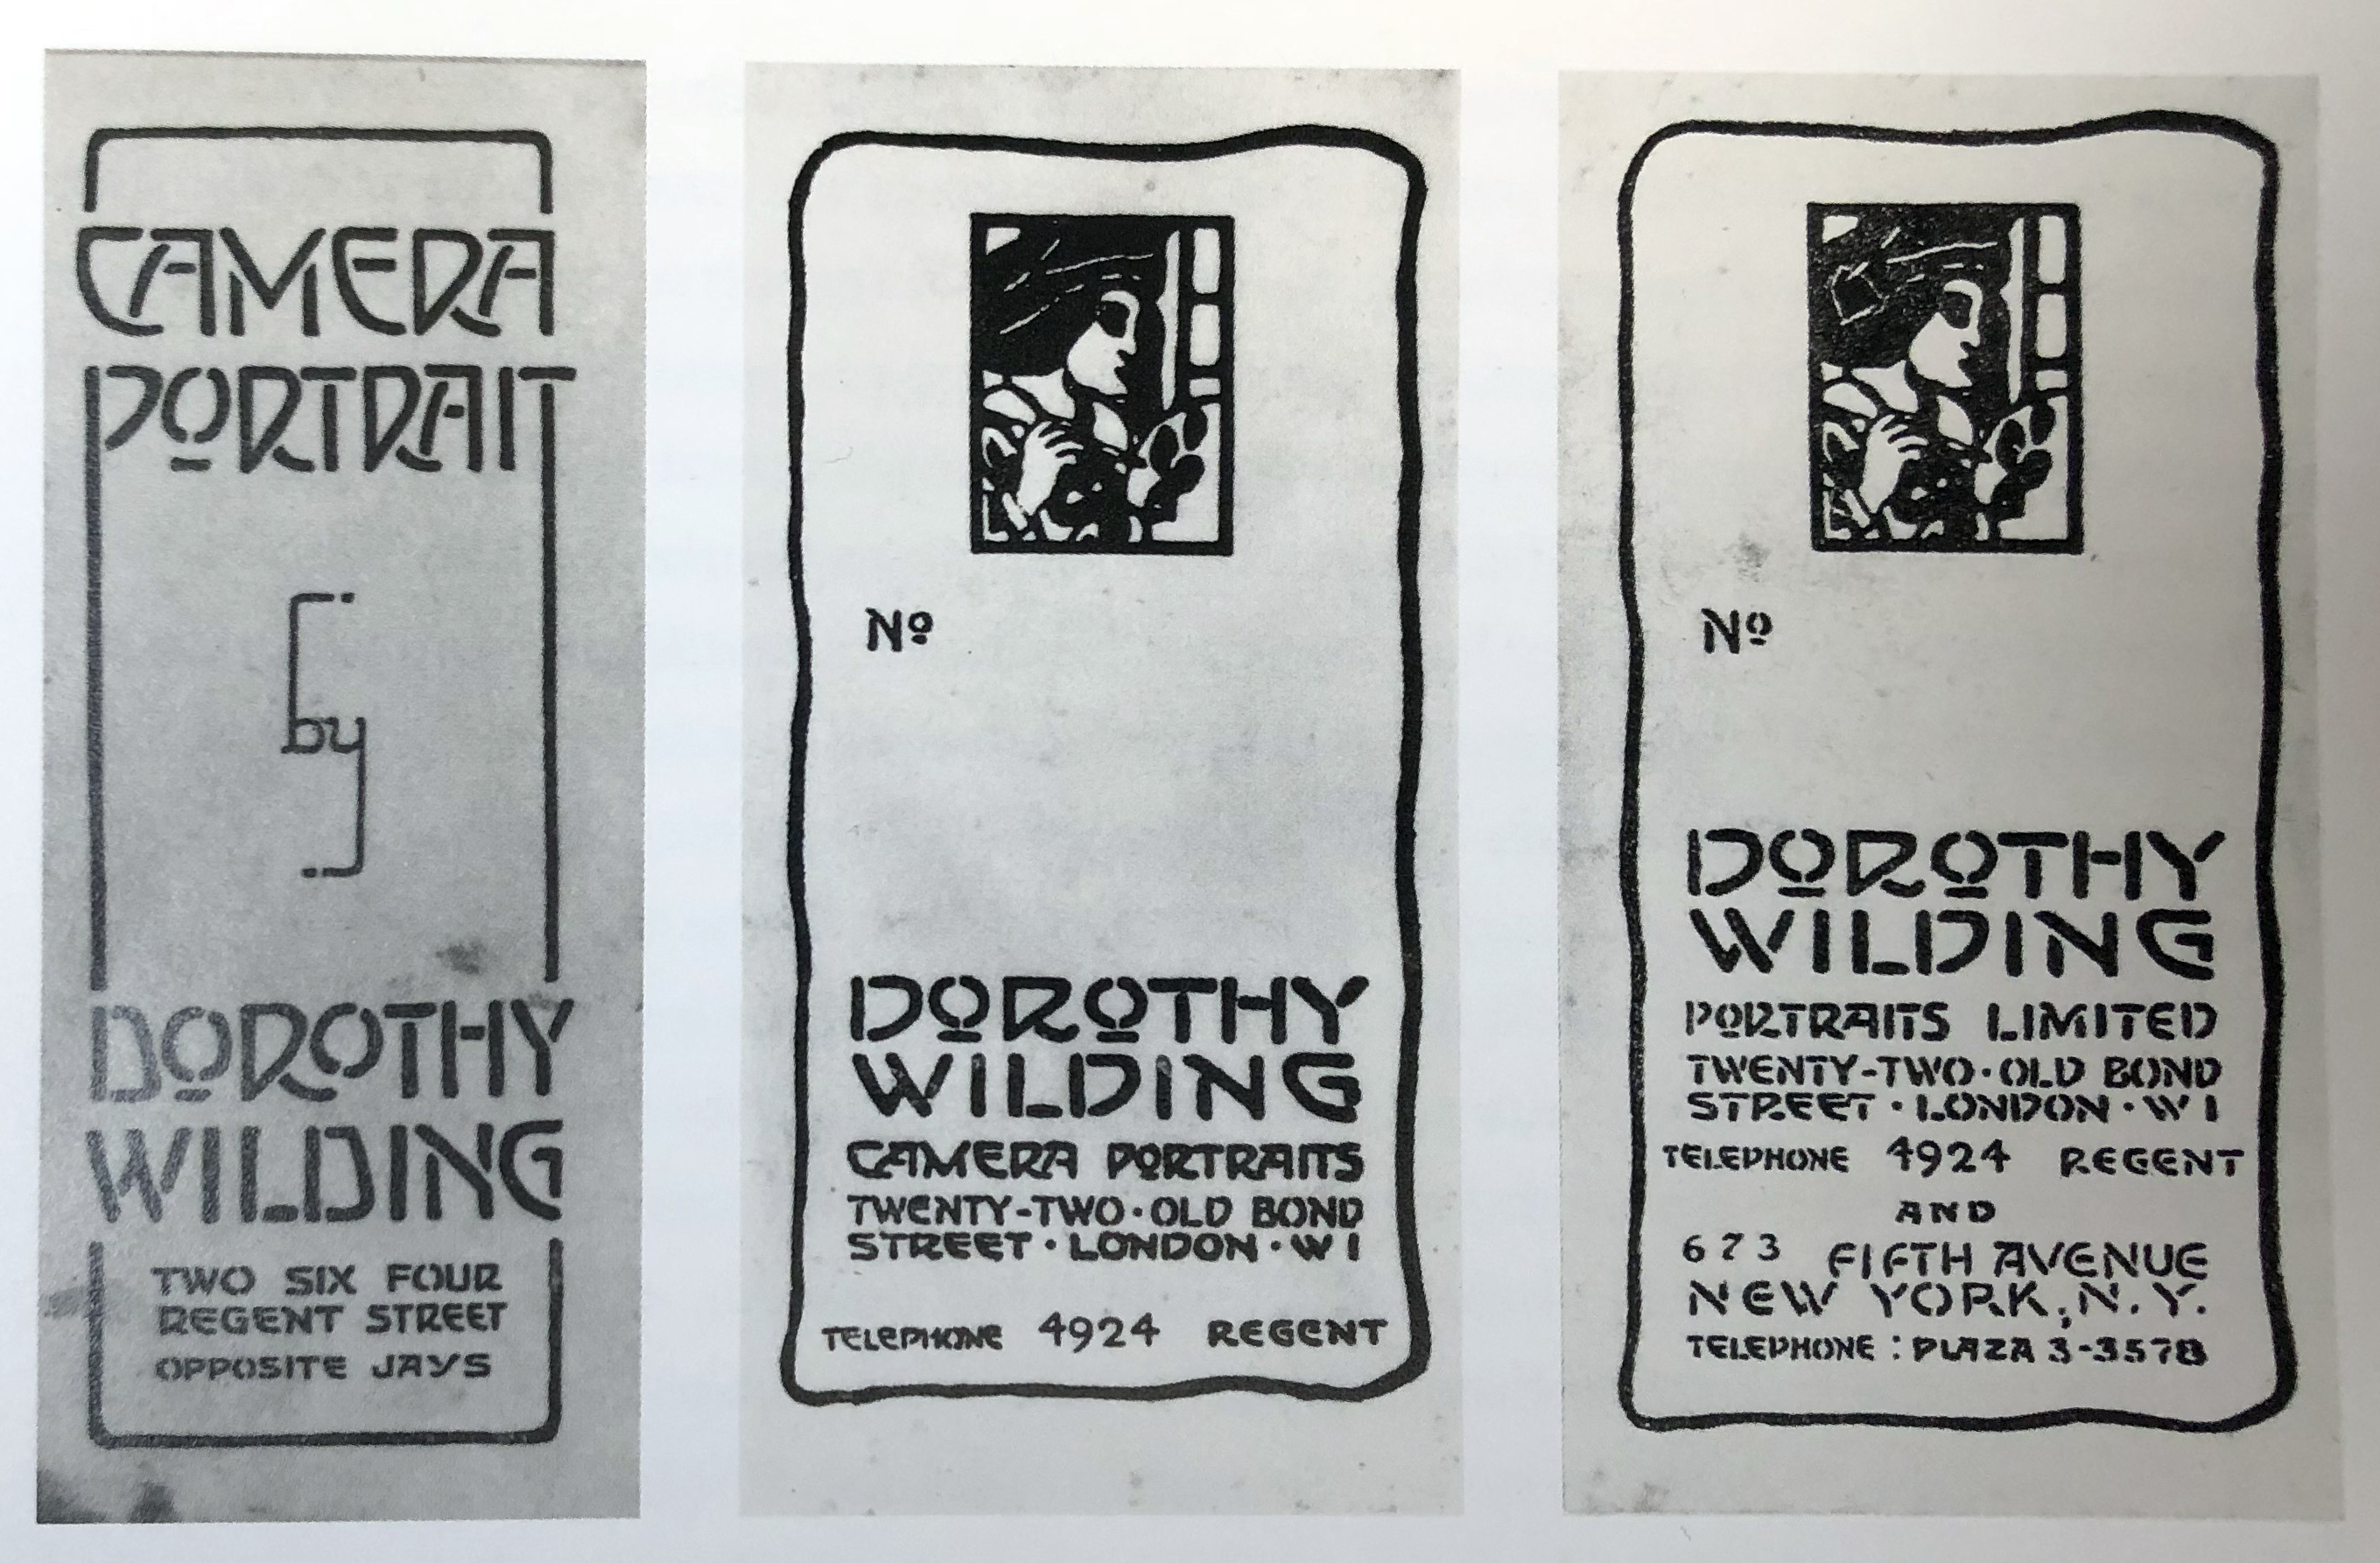 CAMERA
PORTRAIT
by
DOROTHY
WILDING
TWO SIX FOUR
REGENT STREET
OPPOSITE JAYS
Nº
DOROTHY
WILDING
CAMERA PORTRAITS
TWENTY-TWO·OLD BOND
STREET·LONDON·W1
TELEPHONE 4924 REGENT
Nº
DOROTHY
WILDING
PORTRAITS LIMITED
TWENTY-TWO·OLD BOND
STREET·LONDON·W1
TELEPHONE 4924 REGENT
AND
673 FIFTH AVENUE
NEW YORK, N.Y.
TELEPHONE: PLAZA 3-3578